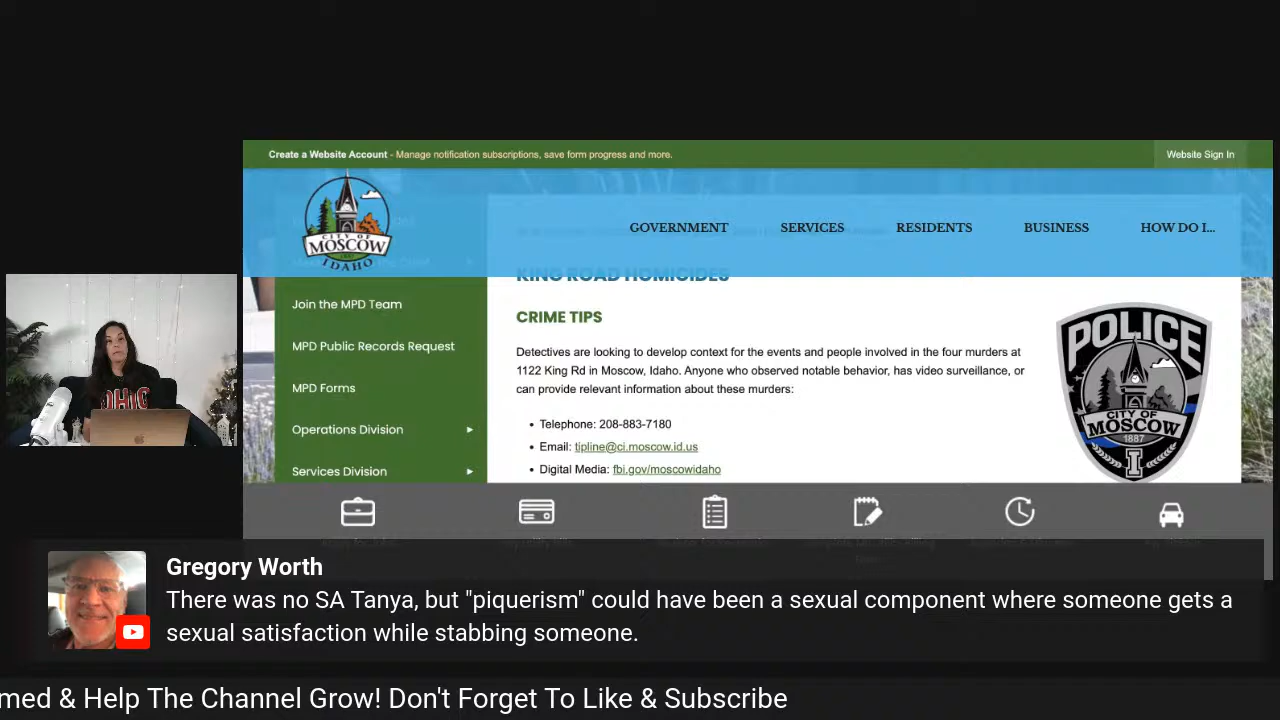 Create a Website Account - Manage notification subscriptions, save form progress and more.
Website Sign In
CITY OF
MOSCOW
IDAHO
GOVERNMENT
SERVICES
RESIDENTS
BUSINESS
HOW DO I...
KING ROAD HOMICIDES
Join the MPD Team
MPD Public Records Request
MPD Forms
Operations Division
Services Division
CRIME TIPS
Detectives are looking to develop context for the events and people involved in the four murders at
1122 King Rd in Moscow, Idaho. Anyone who observed notable behavior, has video surveillance, or
can provide relevant information about these murders:
• Telephone: 208-883-7180
• Email: tipline@ci.moscow.id.us
• Digital Media: fbi.gov/moscowidaho
POLICE
CITY OF
MOSCOW
1887
OHIO
Gregory Worth
There was no SA Tanya, but "piquerism" could have been a sexual component where someone gets a
sexual satisfaction while stabbing someone.
med & Help The Channel Grow! Don't Forget To Like & Subscribe